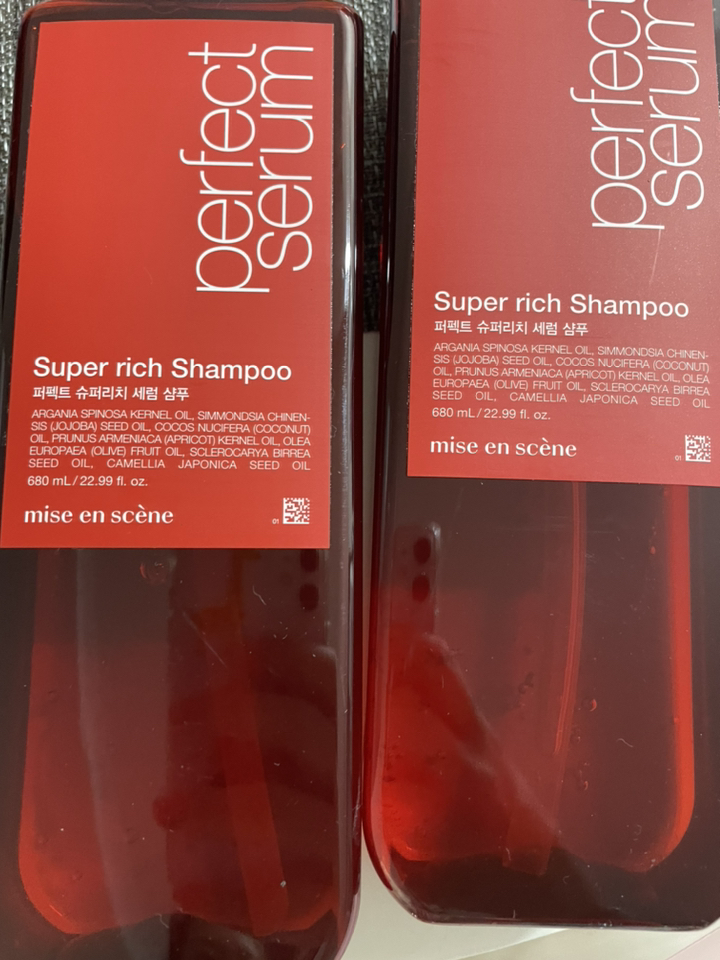 perfect
serum
Super rich Shampoo
퍼펙트 슈퍼리치 세럼 샴푸
ARGANIA SPINOSA KERNEL OIL, SIMMONDSIA CHINEN-
SIS (JOJOBA) SEED OIL, COCOS NUCIFERA (COCONUT)
OIL, PRUNUS ARMENIACA (APRICOT) KERNEL OIL, OLEA
EUROPAEA (OLIVE) FRUIT OIL, SCLEROCARYA BIRREA
SEED OIL, CAMELLIA JAPONICA SEED OIL
680 mL / 22.99 fl. oz.
mise en scène
01
perfect
serum
Super rich Shampoo
퍼펙트 슈퍼리치 세럼 샴푸
ARGANIA SPINOSA KERNEL OIL, SIMMONDSIA CHINEN-
SIS (JOJOBA) SEED OIL, COCOS NUCIFERA (COCONUT)
OIL, PRUNUS ARMENIACA (APRICOT) KERNEL OIL, OLEA
EUROPAEA (OLIVE) FRUIT OIL, SCLEROCARYA BIRREA
SEED OIL, CAMELLIA JAPONICA SEED OIL
680 mL / 22.99 fl. oz.
mise en scène
01